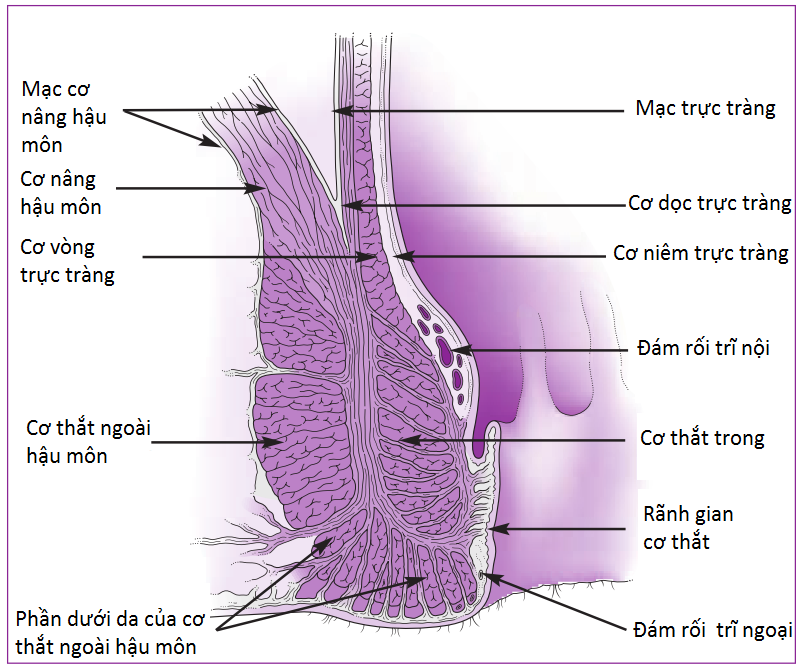 Mạc cơ
nâng hậu
môn
Cơ nâng
hậu môn
Cơ vòng
trực tràng
Cơ thắt ngoài
hậu môn
Phần dưới da của cơ
thắt ngoài hậu môn
Mạc trực tràng
Cơ dọc trực tràng
Cơ niêm trực tràng
Đám rối trĩ nội
Cơ thắt trong
Rãnh gian
cơ thắt
Đám rối trĩ ngoại